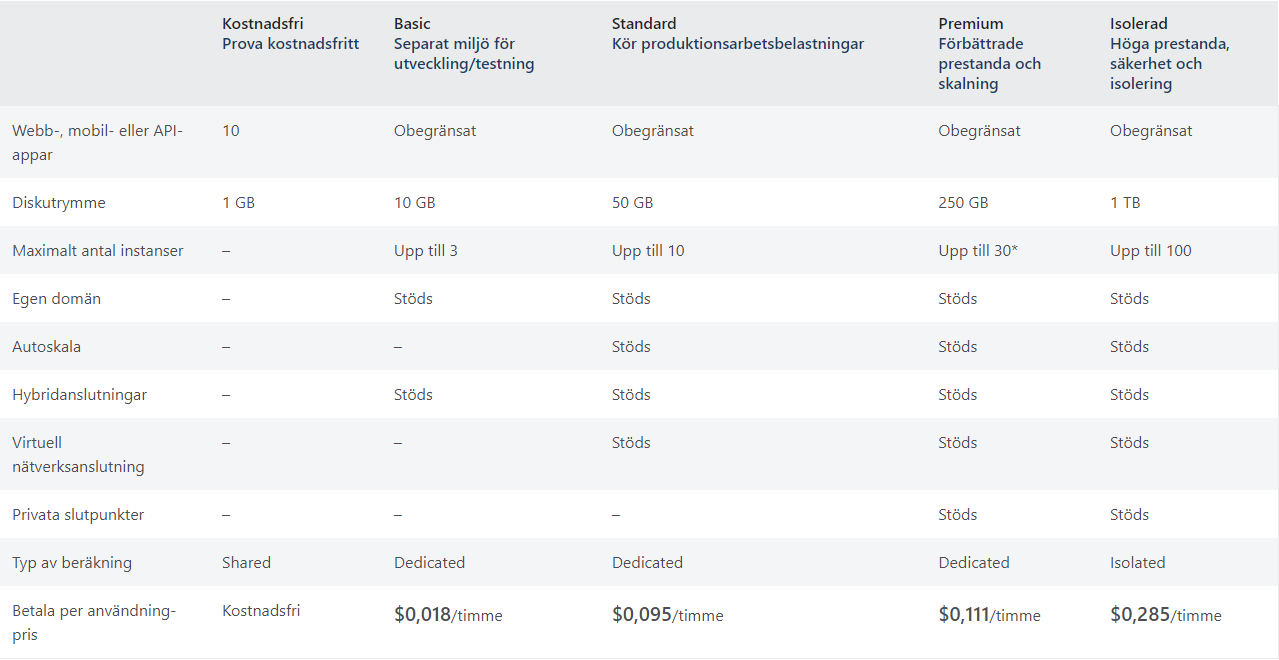 Kostnadsfri Basic Standard Premium Isolerad
Prova kostnadsfritt Separat miljö för Kör produktionsarbetsbelastningar Förbättrade Höga prestanda,
utveckling/testning prestanda och säkerhet och
skalning isolering
Webb-, mobil- eller API- 10 Obegränsat Obegränsat Obegränsat Obegränsat
appar
Diskutrymme 1 GB 10 GB 50 GB 250 GB 1 TB
Maximalt antal instanser – Upp till 3 Upp till 10 Upp till 30* Upp till 100
Egen domän – Stöds Stöds Stöds Stöds
Autoskala – – Stöds Stöds Stöds
Hybridanslutningar – Stöds Stöds Stöds Stöds
Virtuell – – Stöds Stöds Stöds
nätverksanslutning
Privata slutpunkter – – – Stöds Stöds
Typ av beräkning Shared Dedicated Dedicated Dedicated Isolated
Betala per användning- Kostnadsfri $0,018/timme $0,095/timme $0,111/timme $0,285/timme
pris